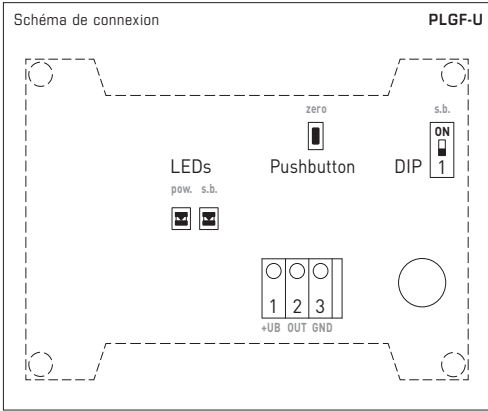 Schéma de connexion PLGF-U
zero s.b.
ON
LEDs Pushbutton DIP 1
pow. s.b.
1 2 3
+UB OUT GND